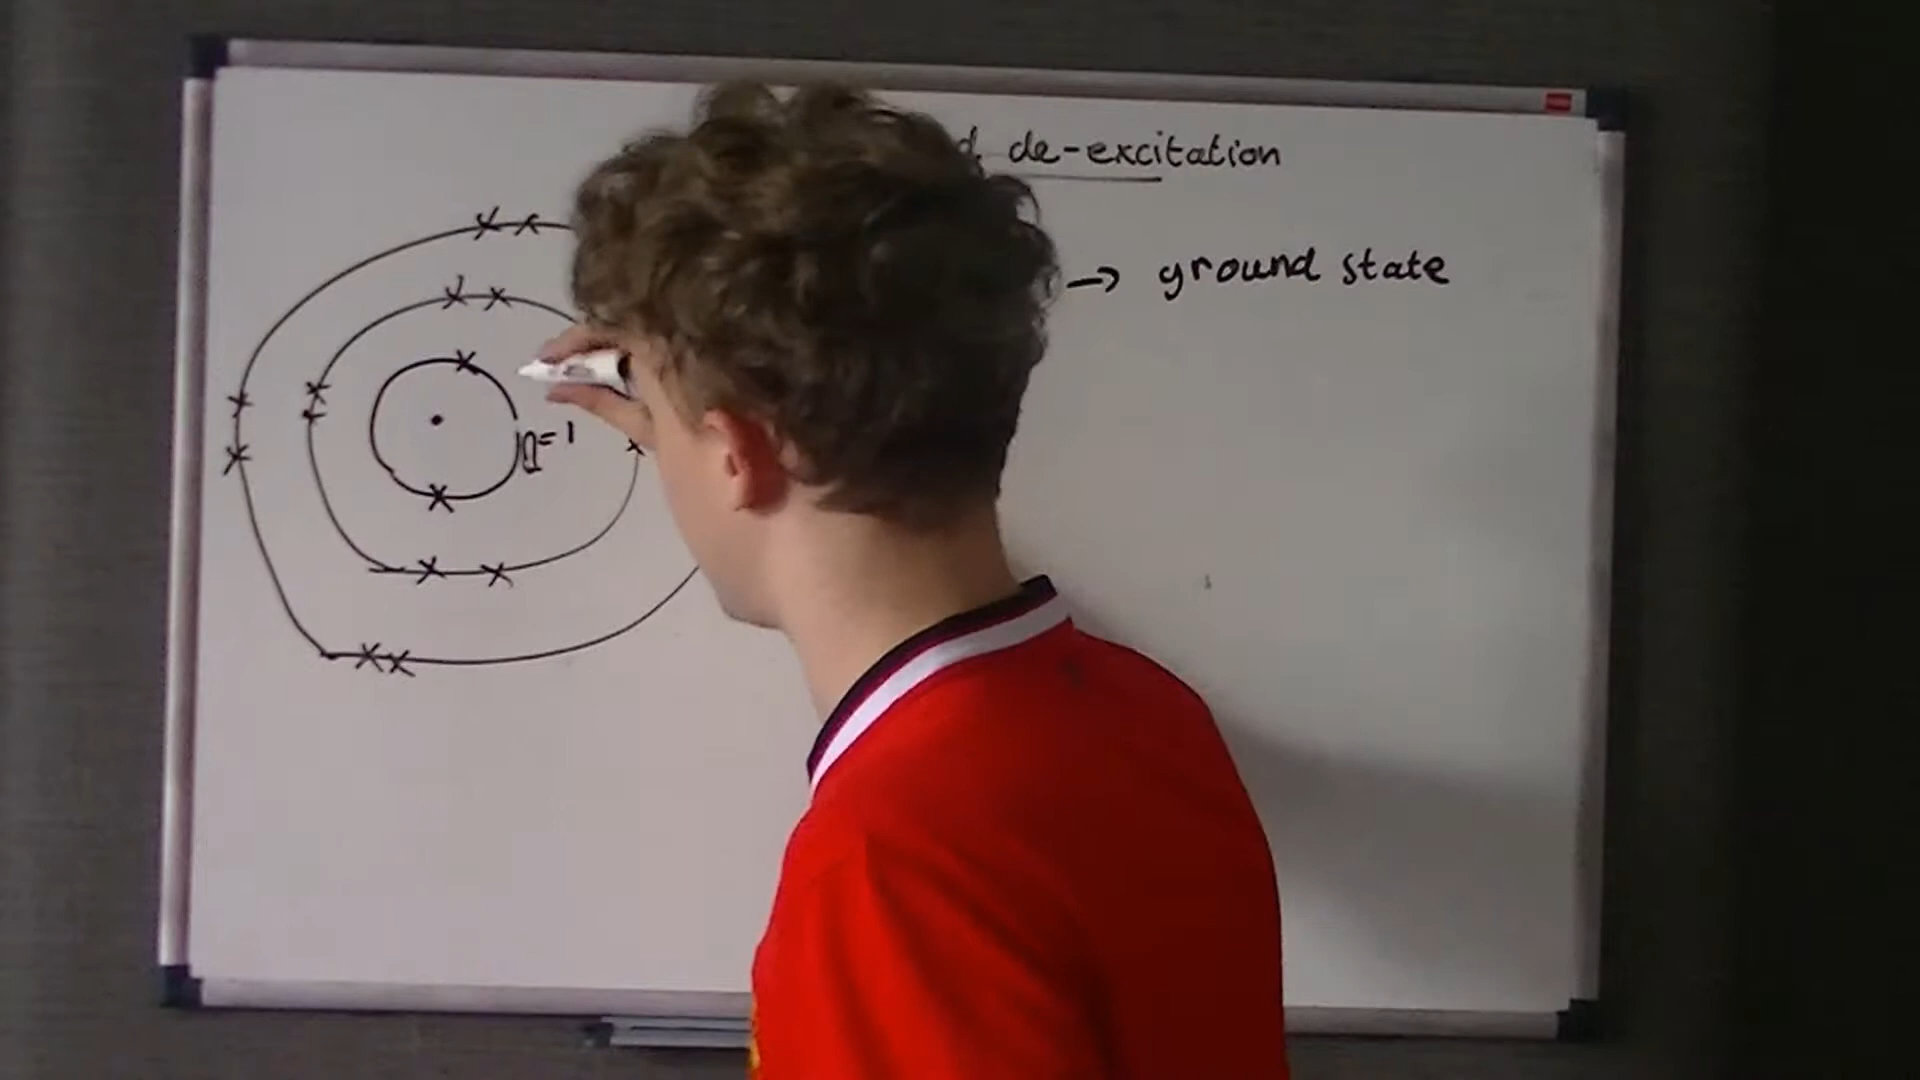 de-excitation
→ ground state
n=1